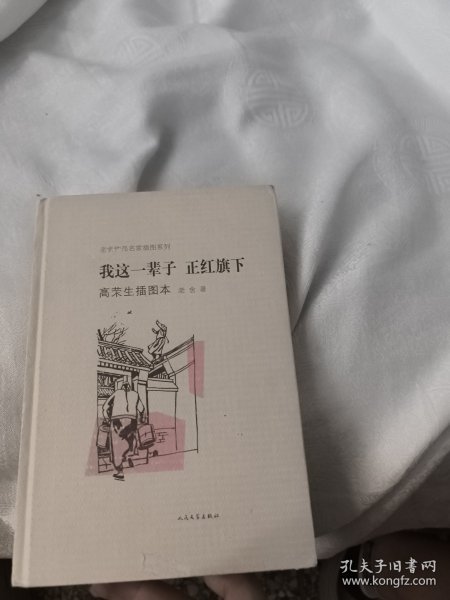 老舍作品名家插图系列
我这一辈子 正红旗下
高荣生插图本 老舍 著
人民文学出版社
孔夫子旧书网
www.kongfz.com